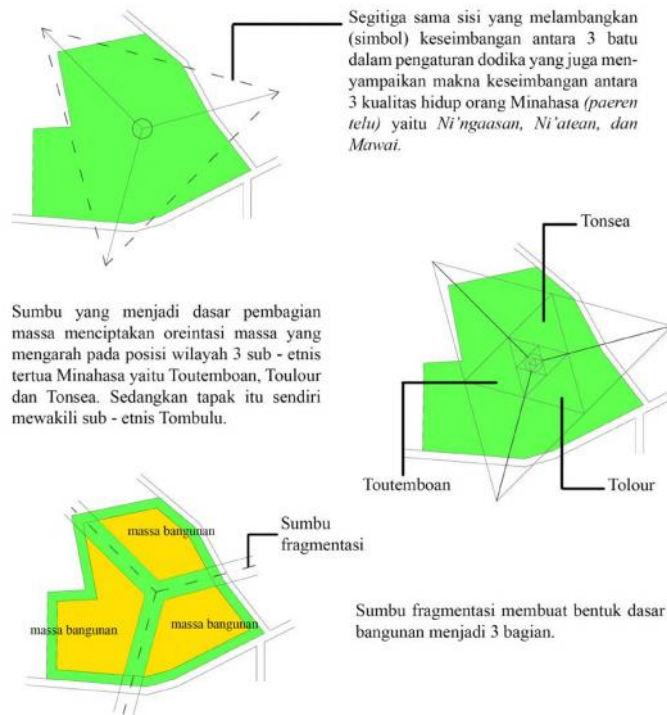 Segitiga sama sisi yang melambangkan
(simbol) keseimbangan antara 3 batu
dalam pengaturan dodika yang juga men-
yampaikan makna keseimbangan antara
3 kualitas hidup orang Minahasa (paeren
telu) yaitu Ni'ngaasan, Ni'atean, dan
Mawai.
Tonsea
Sumbu yang menjadi dasar pembagian
massa menciptakan oreintasi massa yang
mengarah pada posisi wilayah 3 sub - etnis
tertua Minahasa yaitu Toutemboan, Toulour
dan Tonsea. Sedangkan tapak itu sendiri
mewakili sub - etnis Tombulu.
Toutemboan
Tolour
massa bangunan
Sumbu
fragmentasi
massa bangunan
massa bangunan
Sumbu fragmentasi membuat bentuk dasar
bangunan menjadi 3 bagian.